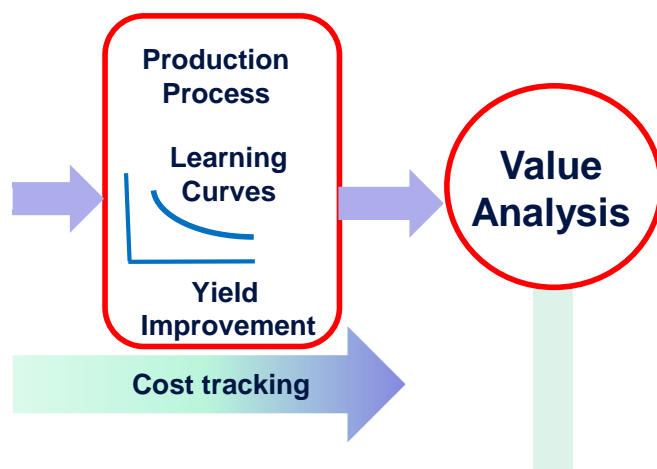 Production
Process
Learning
Curves
Yield
Improvement
Value
Analysis
Cost tracking